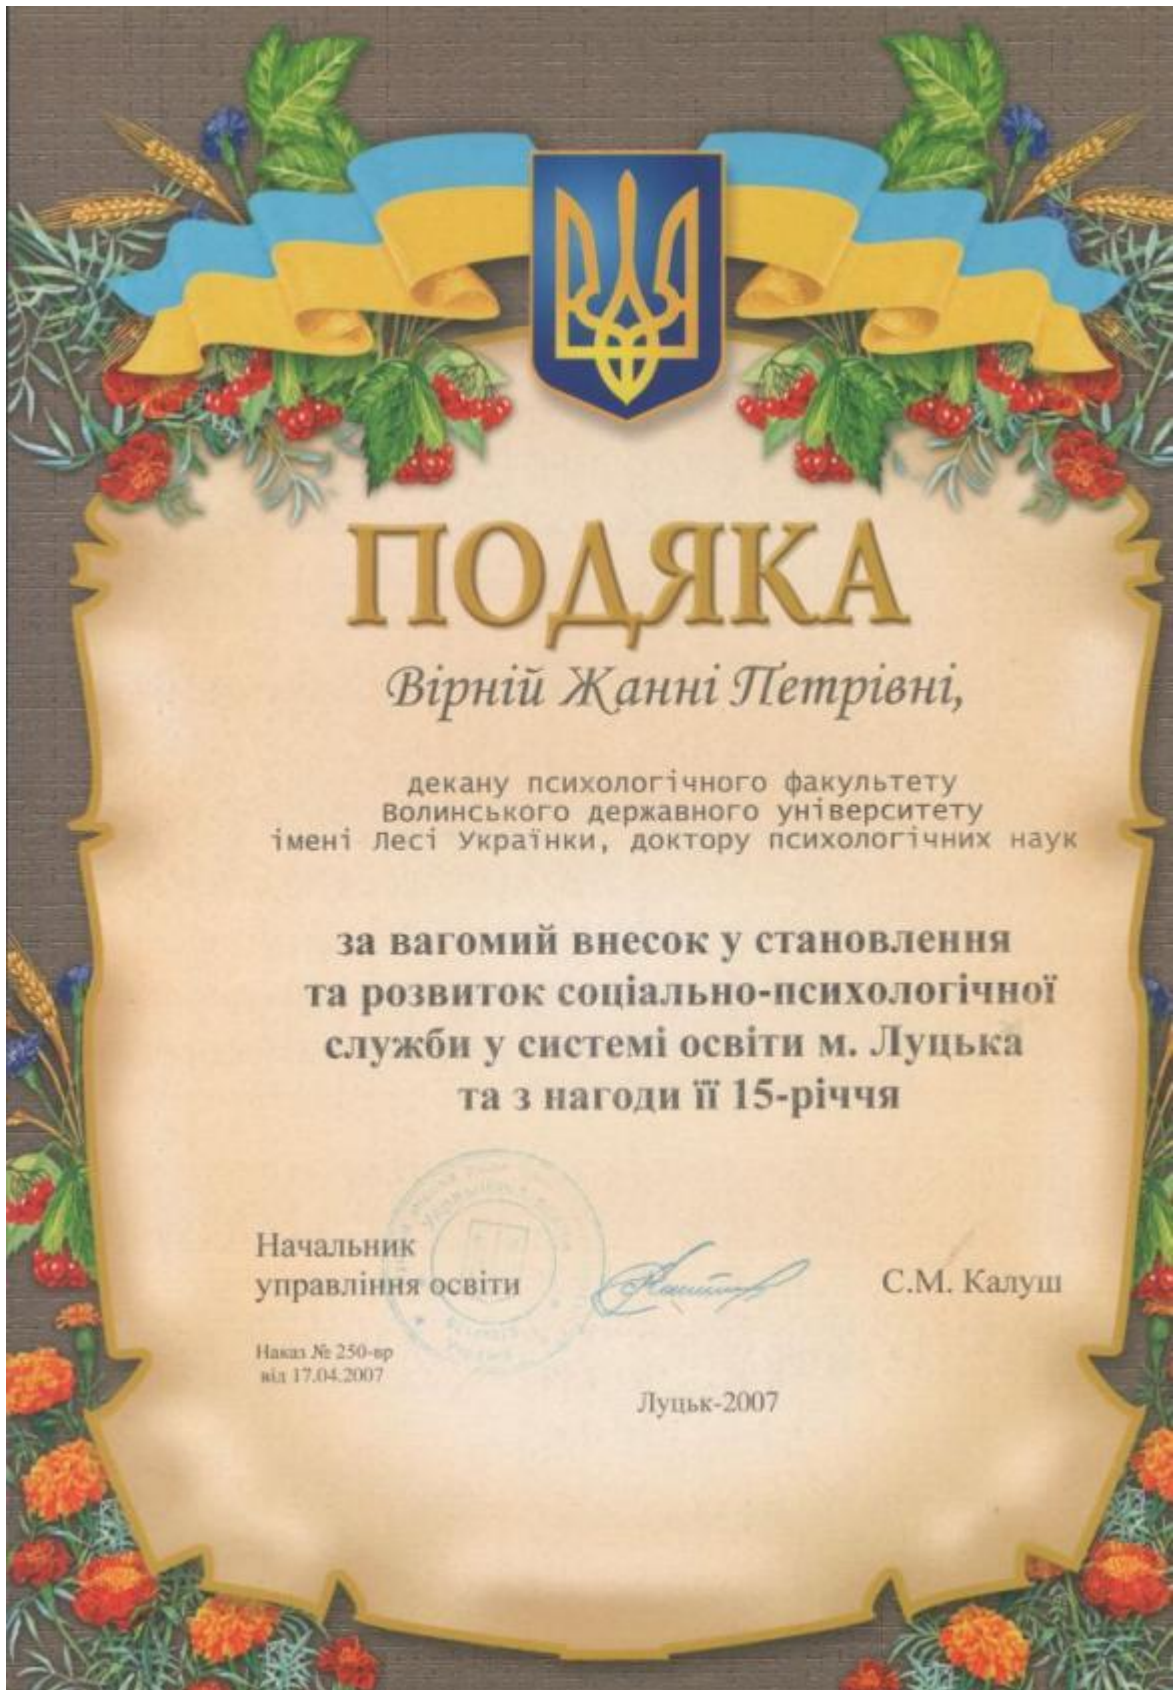 ПОДЯКА
Вірній Жанні Петрівні,
декану психологічного факультету
Волинського державного університету
імені Лесі Українки, доктору психологічних наук
за вагомий внесок у становлення
та розвиток соціально-психологічної
служби у системі освіти м. Луцька
та з нагоди її 15-річчя
Начальник
управління освіти
С.М. Калуш
Наказ № 250-вр
від 17.04.2007
Луцьк-2007